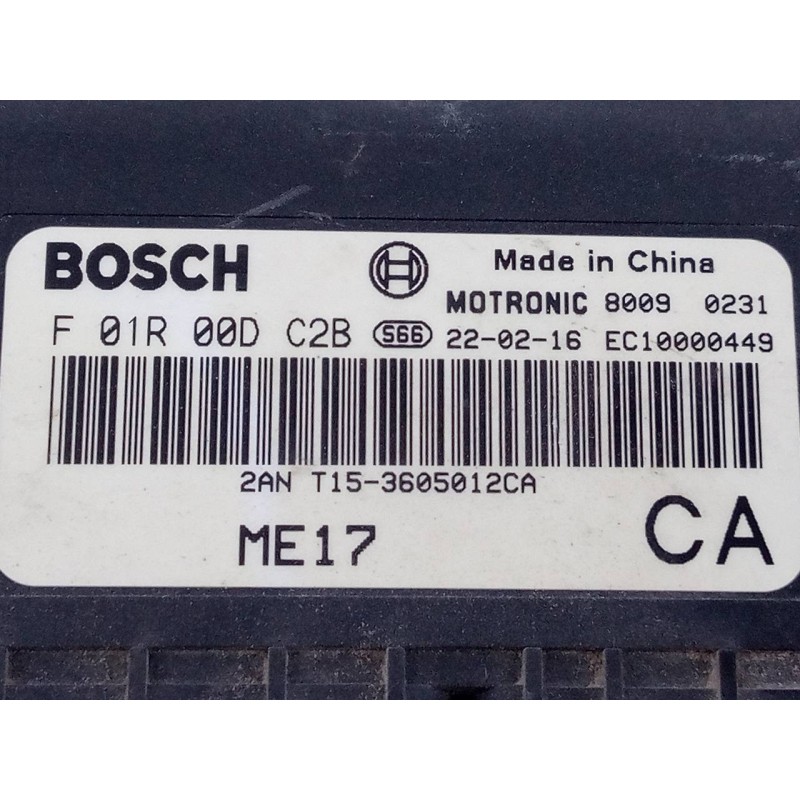 BOSCH Made in China
MOTRONIC 8009 0231
F 01R 00D C2B 566 22-02-16 EC10000449
2AN T15-3605012CA
ME17 CA